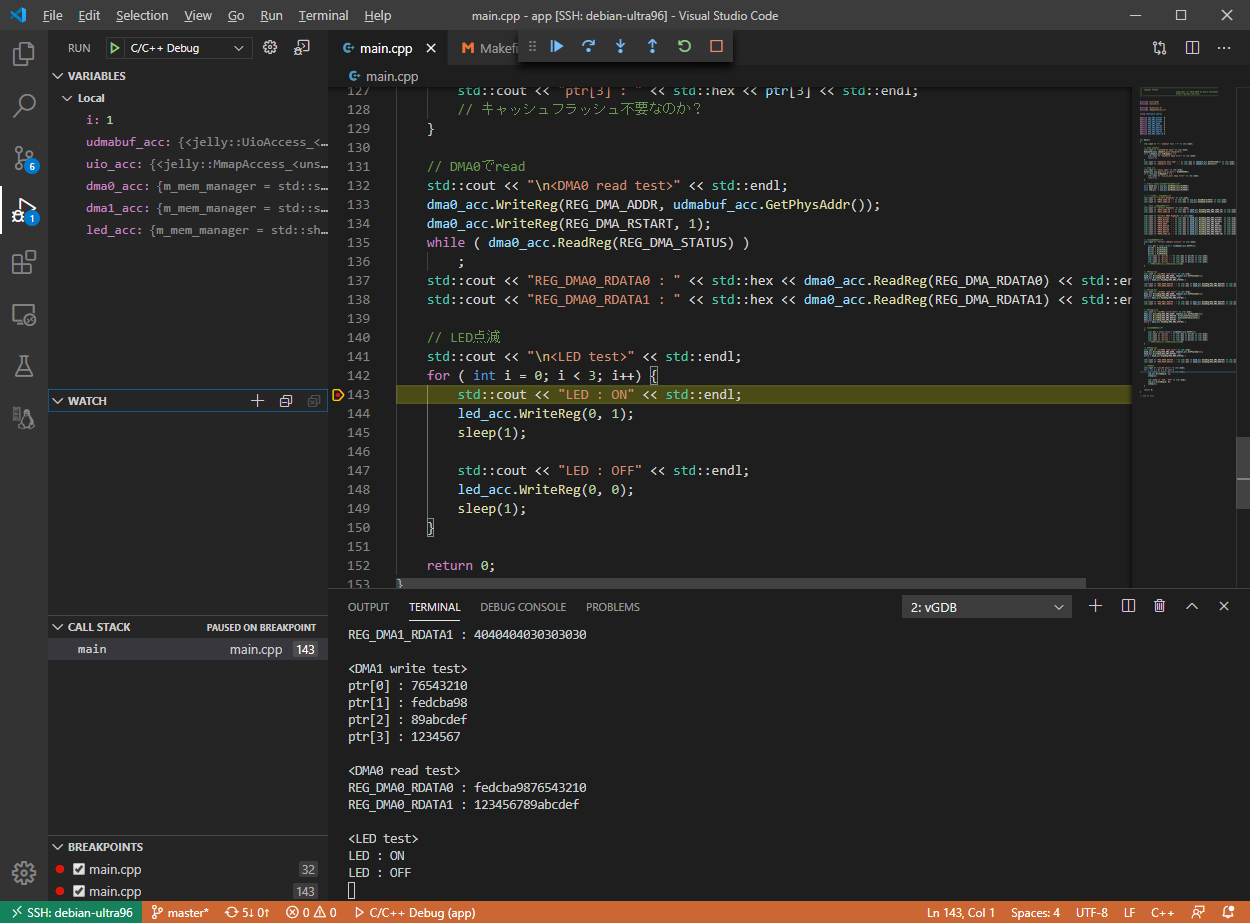 File Edit Selection View Go Run Terminal Help
main.cpp - app [SSH: debian-ultra96] - Visual Studio Code
RUN C/C++ Debug
main.cpp
Makefi
main.cpp
VARIABLES
Local
i: 1
udmabuf_acc: {<jelly::UioAccess_<…
uio_acc: {<jelly::MmapAccess_<uns…
dma0_acc: {m_mem_manager = std::s…
dma1_acc: {m_mem_manager = std::s…
led_acc: {m_mem_manager = std::sh…
WATCH
CALL STACK PAUSED ON BREAKPOINT
main main.cpp 143
BREAKPOINTS
main.cpp 32
main.cpp 143
6
1
127 std::cout << "ptr[3] : " << std::hex << ptr[3] << std::endl;
128 // キャッシュフラッシュ不要なのか？
129 }
130
131 // DMA0でread
132 std::cout << "\n<DMA0 read test>" << std::endl;
133 dma0_acc.WriteReg(REG_DMA_ADDR, udmabuf_acc.GetPhysAddr());
134 dma0_acc.WriteReg(REG_DMA_RSTART, 1);
135 while ( dma0_acc.ReadReg(REG_DMA_STATUS) )
136 ;
137 std::cout << "REG_DMA0_RDATA0 : " << std::hex << dma0_acc.ReadReg(REG_DMA_RDATA0) << std::en
138 std::cout << "REG_DMA0_RDATA1 : " << std::hex << dma0_acc.ReadReg(REG_DMA_RDATA1) << std::en
139
140 // LED点滅
141 std::cout << "\n<LED test>" << std::endl;
142 for ( int i = 0; i < 3; i++) {
143 std::cout << "LED : ON" << std::endl;
144 led_acc.WriteReg(0, 1);
145 sleep(1);
146
147 std::cout << "LED : OFF" << std::endl;
148 led_acc.WriteReg(0, 0);
149 sleep(1);
150 }
151
152 return 0;
153 }
OUTPUT TERMINAL DEBUG CONSOLE PROBLEMS 2: vGDB
REG_DMA1_RDATA1 : 4040404030303030
<DMA1 write test>
ptr[0] : 76543210
ptr[1] : fedcba98
ptr[2] : 89abcdef
ptr[3] : 1234567
<DMA0 read test>
REG_DMA0_RDATA0 : fedcba9876543210
REG_DMA0_RDATA1 : 123456789abcdef
<LED test>
LED : ON
LED : OFF
SSH: debian-ultra96 master* 5↓ 0↑ 0 0 C/C++ Debug (app) Ln 143, Col 1 Spaces: 4 UTF-8 LF C++